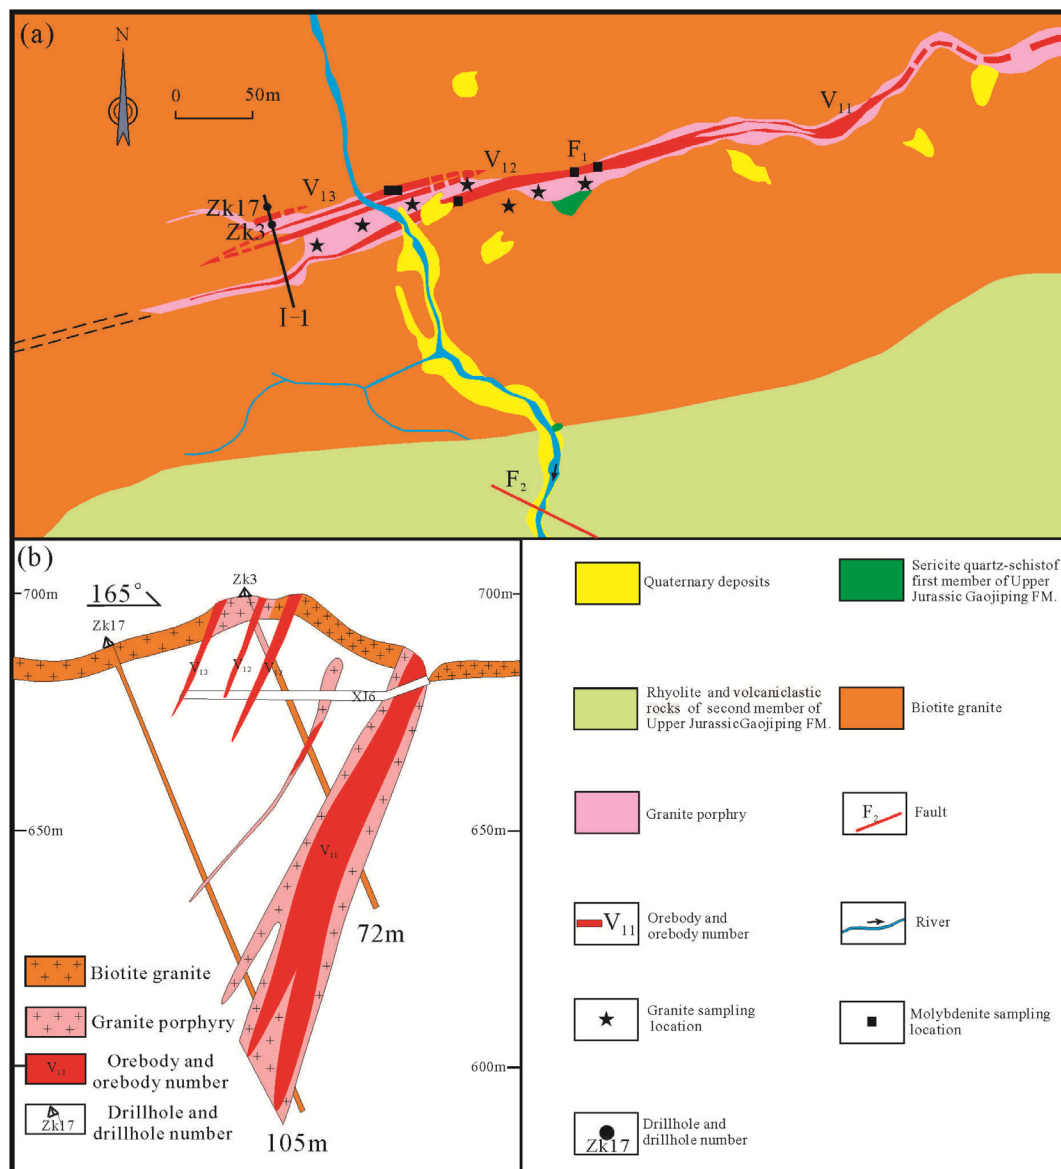 (a)
N
0 50m
V11
F1
V12
V13
Zk17
Zk3
I-1
F2
(b)
Zk3
700m
165°
700m
Zk17
V13
V12
V12
XJ6
650m
650m
V11
72m
600m
105m
Biotite granite
Granite porphyry
V13
Orebody and
orebody number
Zk17
Drillhole and
drillhole number
Quaternary deposits
Sericite quartz-schistof
first member of Upper
Jurassic Gaojiping FM.
Rhyolite and volcaniclastic
rocks of second member of
Upper JurassicGaojiping FM.
Biotite granite
Granite porphry
F2
Fault
V11
Orebody and
orebody number
River
Granite sampling
location
Molybdenite sampling
location
Zk17
Drillhole and
drillhole number